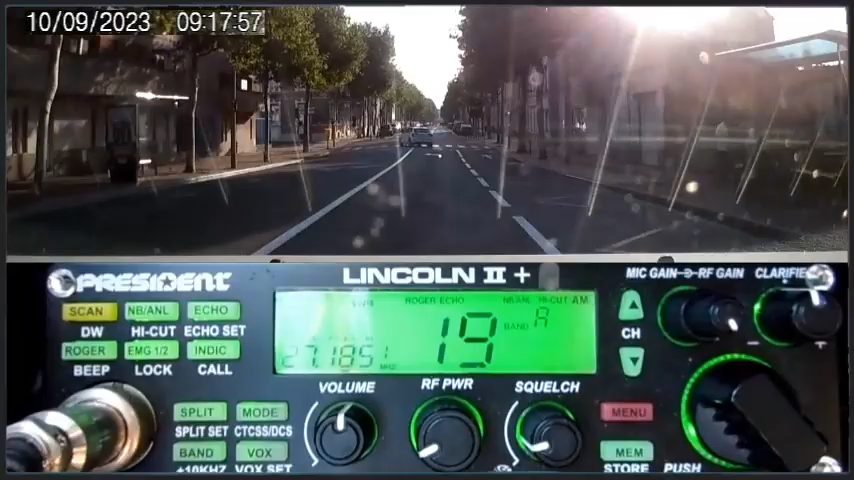 10/09/2023 09:17:57
PRESIDENT LINCOLN II + MIC GAIN RF GAIN CLARIFIER
SCAN NB/ANL ECHO
DW HI-CUT ECHO SET
ROGER EMG 1/2 INDIC
BEEP LOCK CALL
ROGER ECHO NB/ANL HI-CUT AM
19 BAND A
27.185 MHz
CH
VOLUME RF PWR SQUELCH
SPLIT MODE
SPLIT SET CTCSS/DCS
BAND VOX
+10KHZ VOX SET
MENU
MEM
STORE PUSH